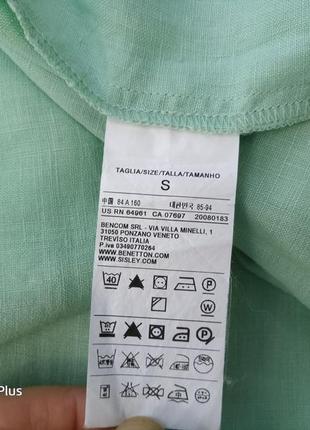 TAGLIA/SIZE/TALLA/TAMANHO
S
中国 84 A 160 대한민국 85-94
US RN 64961 CA 07697 20080183
BENCOM SRL - VIA VILLA MINELLI, 1
31050 PONZANO VENETO
TREVISO ITALIA
P.IVA 03490770264
WWW.BENETTON.COM
WWW.SISLEY.COM
40
Plus